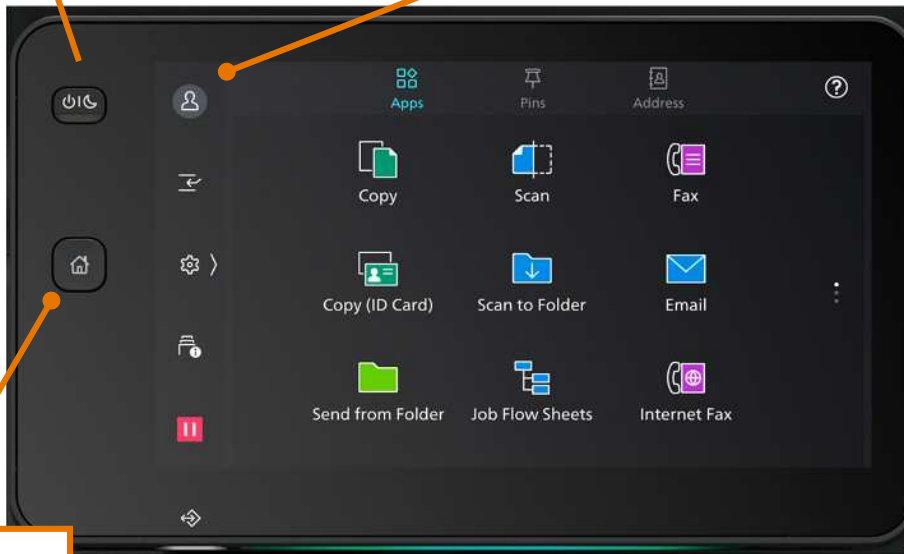 Apps Pins Address
Copy Scan Fax
Copy (ID Card) Scan to Folder Email
Send from Folder Job Flow Sheets Internet Fax